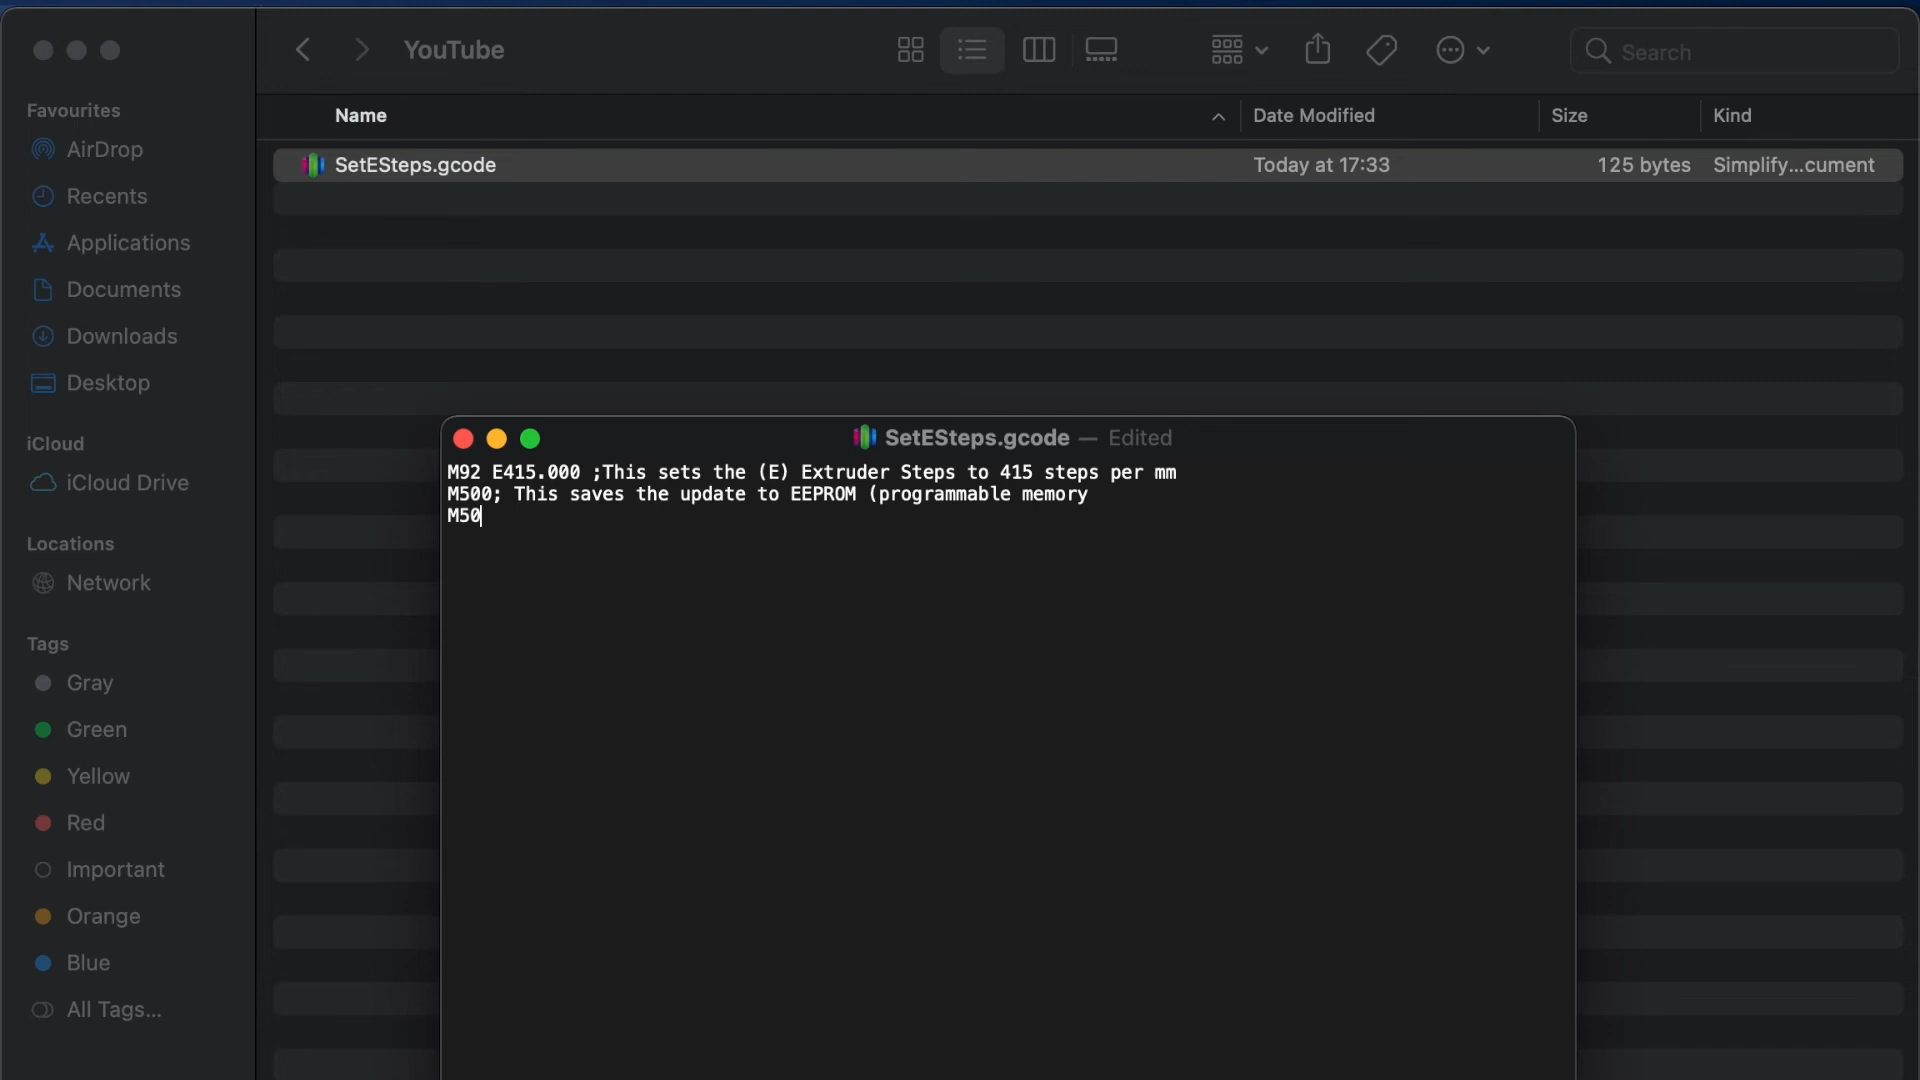 YouTube
Search
Favourites
AirDrop
Recents
Applications
Documents
Downloads
Desktop
iCloud
iCloud Drive
Locations
Network
Tags
Gray
Green
Yellow
Red
Important
Orange
Blue
All Tags...
Name Date Modified Size Kind
SetESteps.gcode Today at 17:33 125 bytes Simplify...cument
SetESteps.gcode — Edited
M92 E415.000 ;This sets the (E) Extruder Steps to 415 steps per mm
M500; This saves the update to EEPROM (programmable memory
M50